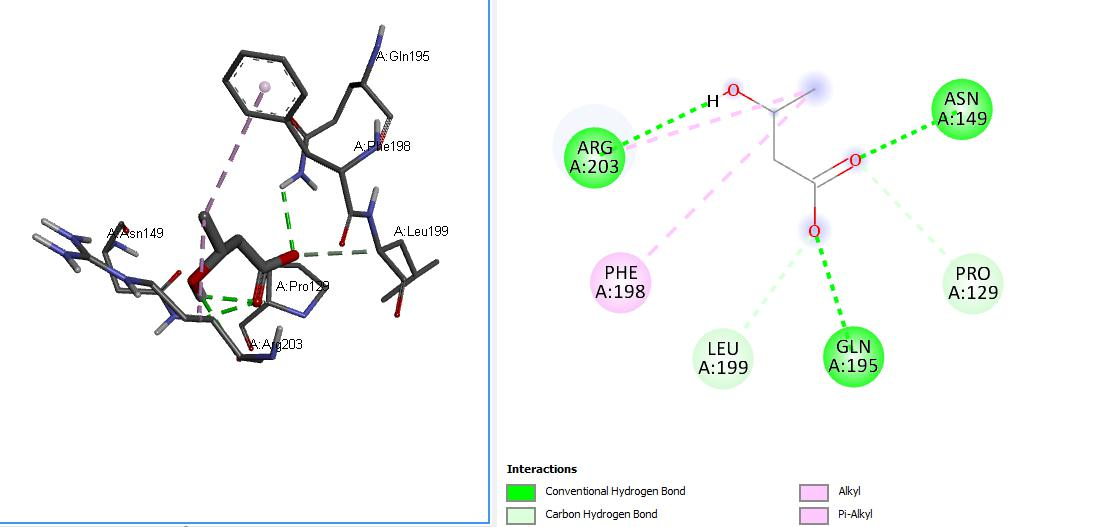 A:Gln195
A:Phe198
A:Asn149
A:Leu199
A:Pro129
A:Arg203
H
O
ASN
A:149
ARG
A:203
O
O
PHE
A:198
PRO
A:129
LEU
A:199
GLN
A:195
Interactions
Conventional Hydrogen Bond
Alkyl
Carbon Hydrogen Bond
Pi-Alkyl